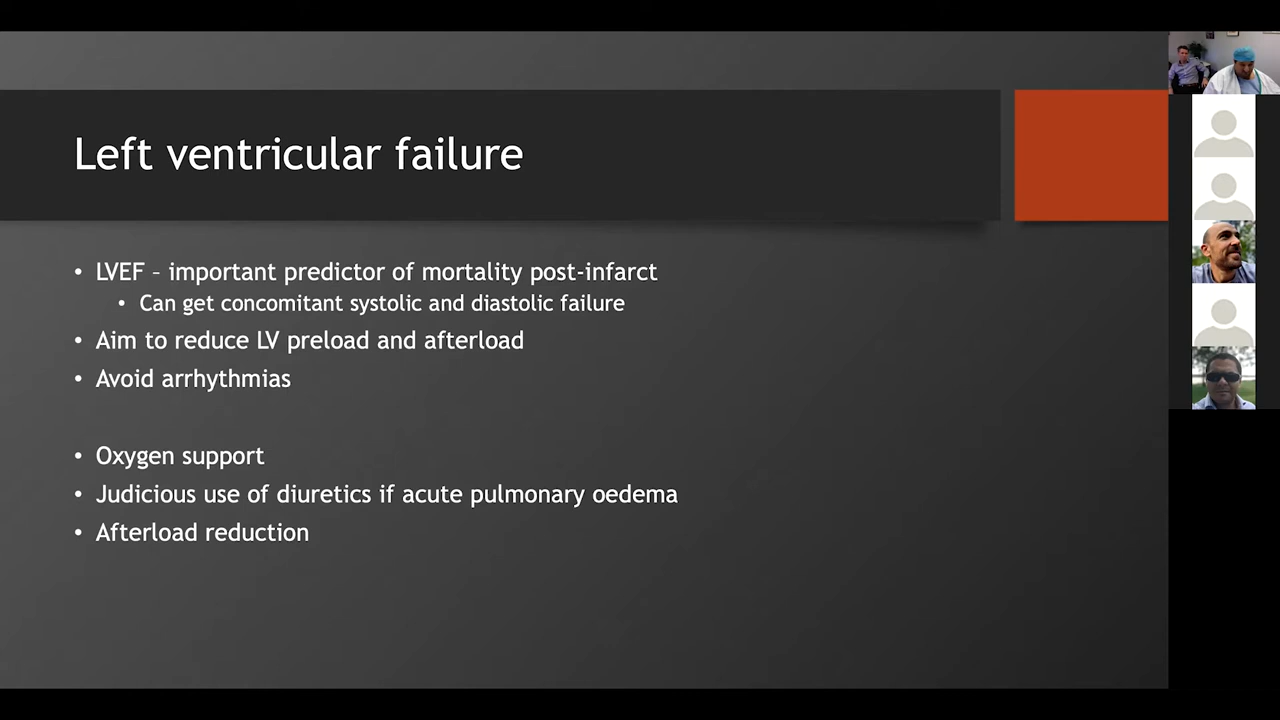 Left ventricular failure
• LVEF – important predictor of mortality post-infarct
• Can get concomitant systolic and diastolic failure
• Aim to reduce LV preload and afterload
• Avoid arrhythmias
• Oxygen support
• Judicious use of diuretics if acute pulmonary oedema
• Afterload reduction